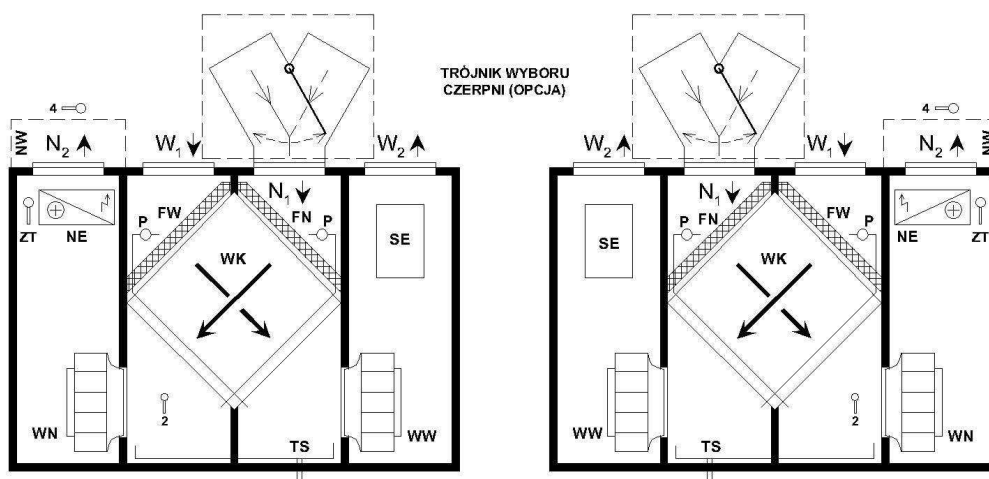 TRÓJNIK WYBORU
CZERPNI (OPCJA)
4
NW
N2
W1
W2
N1
ZT
NE
P
FW
FN
P
SE
WK
WN
2
TS
WW
4
W2
N1
W1
N2
NW
SE
P
FN
FW
P
NE
ZT
WK
WW
TS
2
WN